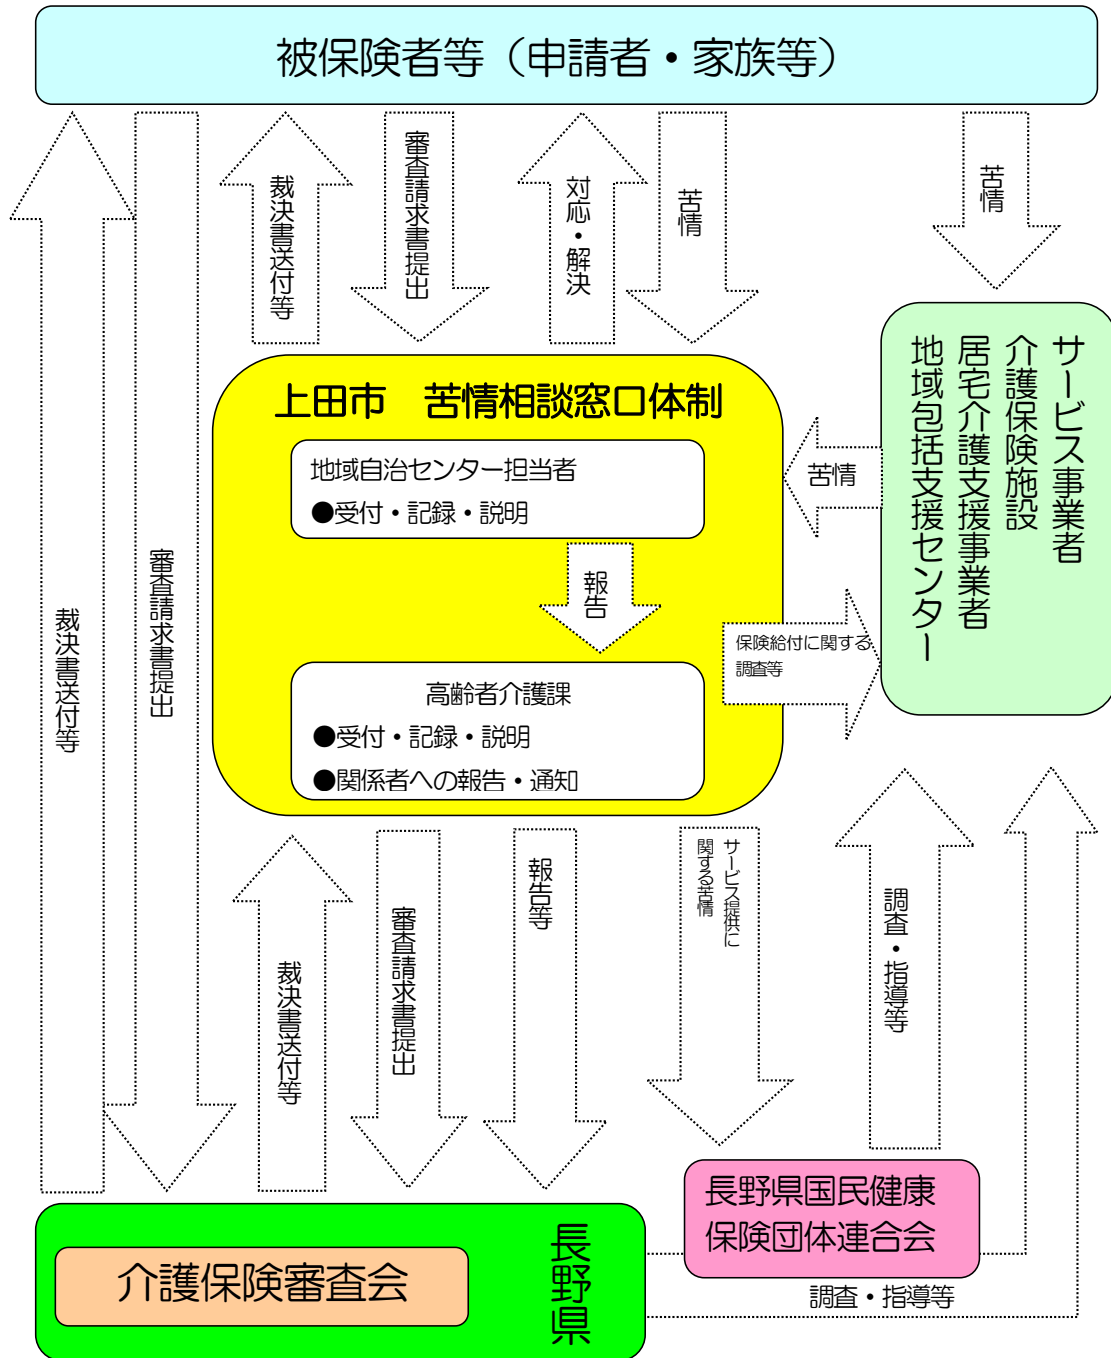 被保険者等（申請者・家族等）
裁決書送付等
審査請求書提出
裁決書送付等
審査請求書提出
対応・解決
苦情
苦情
上田市　苦情相談窓口体制
地域自治センター担当者
●受付・記録・説明
報告
高齢者介護課
●受付・記録・説明
●関係者への報告・通知
苦情
保険給付に関する
調査等
サービス事業者
介護保険施設
居宅介護支援事業者
地域包括支援センター
裁決書送付等
審査請求書提出
報告等
サービス提供に
関する苦情
調査・指導等
長野県国民健康
保険団体連合会
調査・指導等
介護保険審査会
長野県